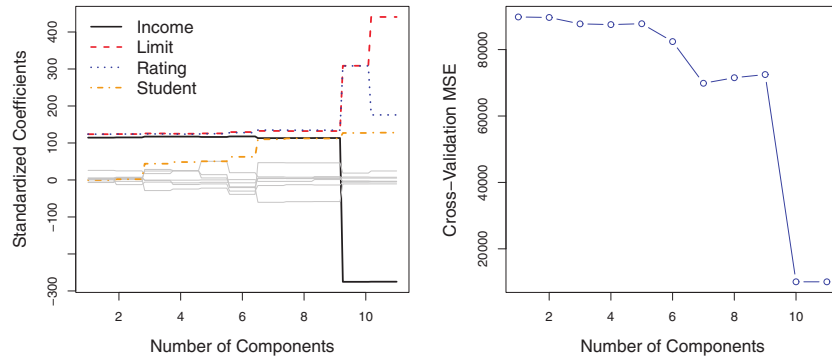 Income
Limit
Rating
Student
Standardized Coefficients
400
300
200
100
0
-100
-300
2 4 6 8 10
Number of Components
Cross-Validation MSE
80000
60000
40000
20000
2 4 6 8 10
Number of Components